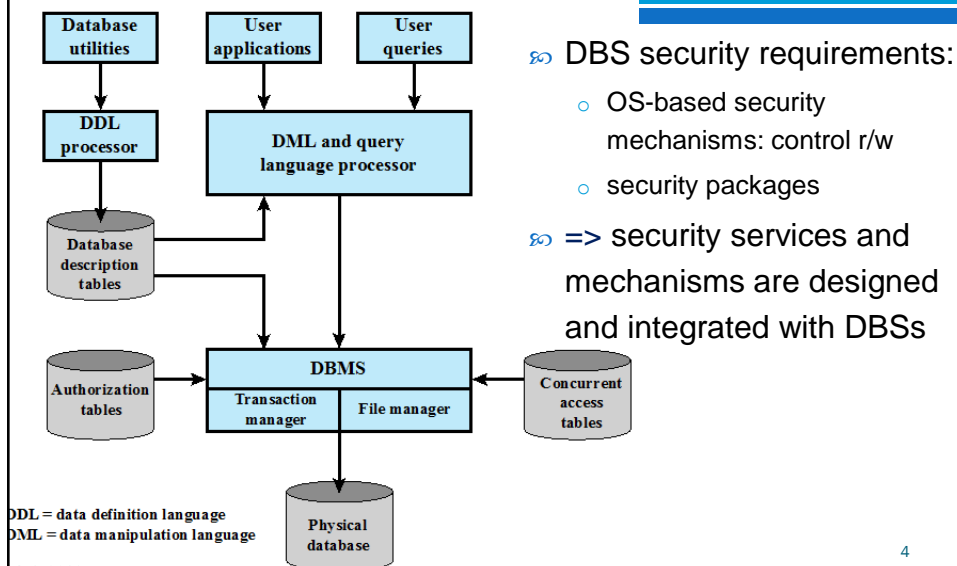 Database
utilities
User
applications
User
queries
DDL
processor
DML and query
language processor
Database
description
tables
DBMS
Transaction
manager
File manager
Authorization
tables
Concurrent
access
tables
Physical
database
DDL = data definition language
DML = data manipulation language
DBS security requirements:
OS-based security
mechanisms: control r/w
security packages
=> security services and
mechanisms are designed
and integrated with DBSs
4